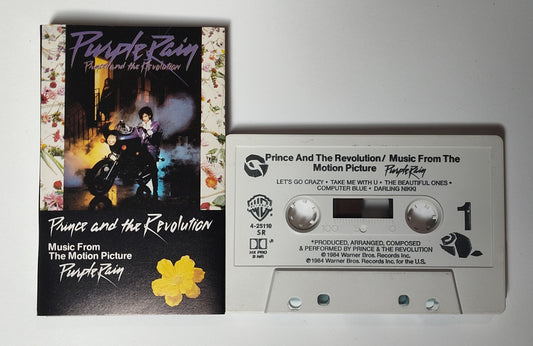 Purple Rain
Prince and the Revolution
Prince and the Revolution
Music From
The Motion Picture
Purple Rain
Prince And The Revolution/ Music From The
Motion Picture Purple Rain
LET'S GO CRAZY • TAKE ME WITH U • THE BEAUTIFUL ONES •
COMPUTER BLUE • DARLING NIKKI
4-25110
SR
1
HX PRO
B NR
*PRODUCED, ARRANGED, COMPOSED
& PERFORMED BY PRINCE & THE REVOLUTION
© 1984 Warner Bros. Records Inc.
℗ 1984 Warner Bros. Records Inc. for the U.S.